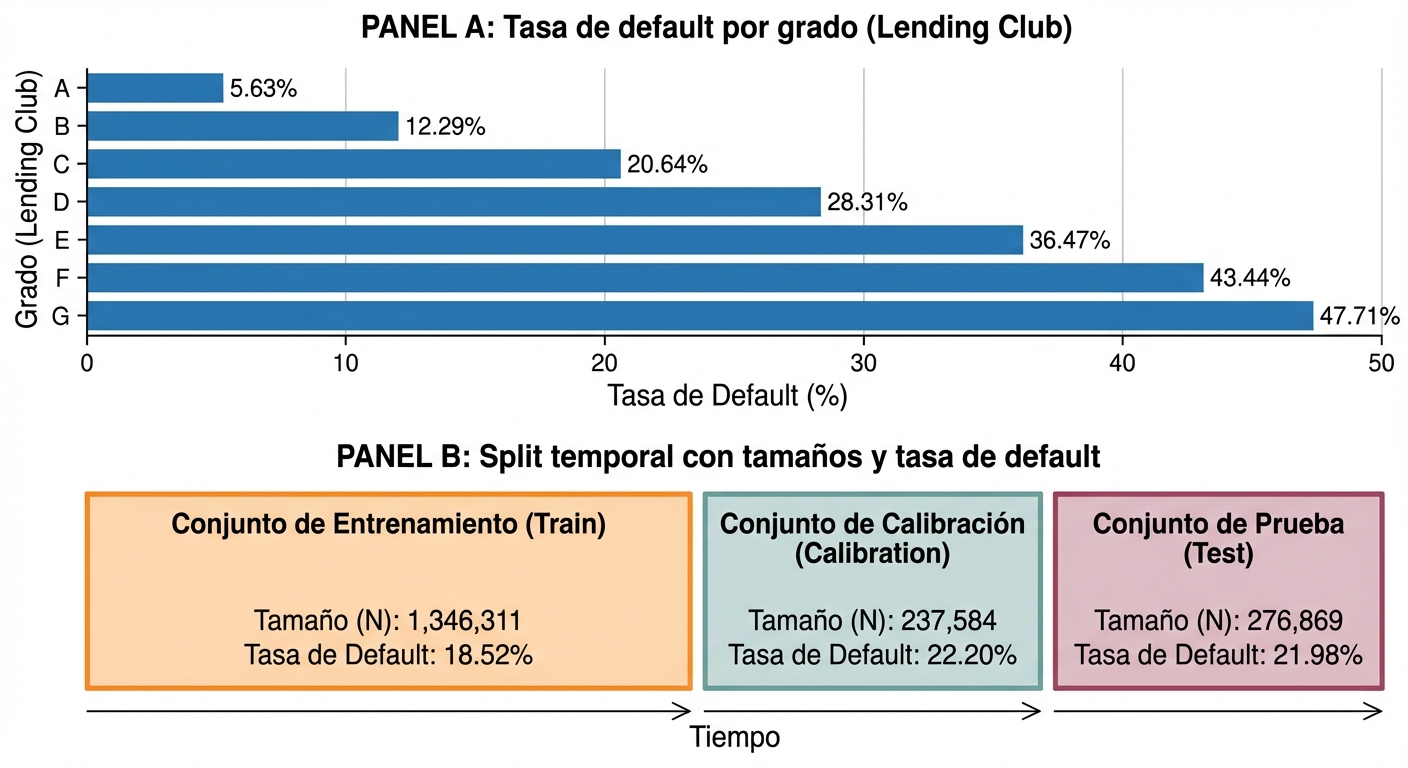 PANEL A: Tasa de default por grado (Lending Club)
Grado (Lending Club)
A
5.63%
B
12.29%
C
20.64%
D
28.31%
E
36.47%
F
43.44%
G
47.71%
0
10
20
30
40
50
Tasa de Default (%)
PANEL B: Split temporal con tamaños y tasa de default
Conjunto de Entrenamiento (Train)
Tamaño (N): 1,346,311
Tasa de Default: 18.52%
Conjunto de Calibración
(Calibration)
Tamaño (N): 237,584
Tasa de Default: 22.20%
Conjunto de Prueba
(Test)
Tamaño (N): 276,869
Tasa de Default: 21.98%
Tiempo